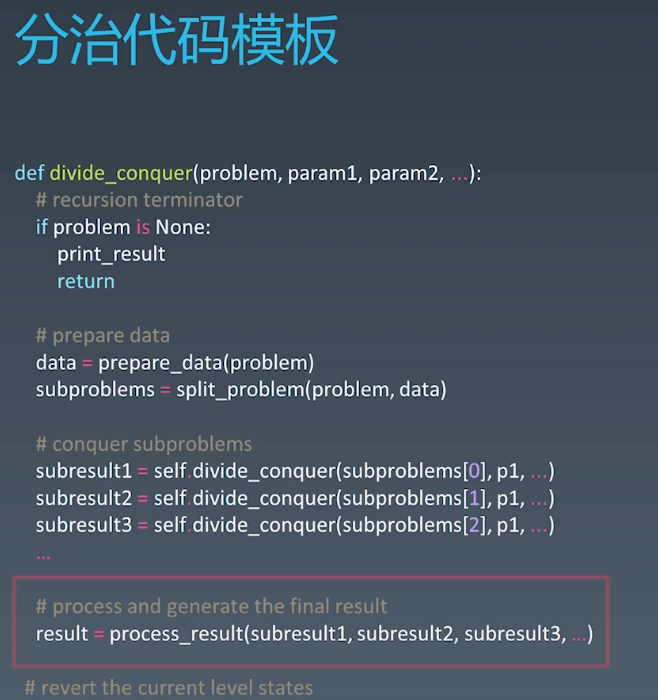 分治代码模板
def divide_conquer(problem, param1, param2, ...):
# recursion terminator
if problem is None:
print_result
return
# prepare data
data = prepare_data(problem)
subproblems = split_problem(problem, data)
# conquer subproblems
subresult1 = self.divide_conquer(subproblems[0], p1, ...)
subresult2 = self.divide_conquer(subproblems[1], p1, ...)
subresult3 = self.divide_conquer(subproblems[2], p1, ...)
...
# process and generate the final result
result = process_result(subresult1, subresult2, subresult3, ...)
# revert the current level states